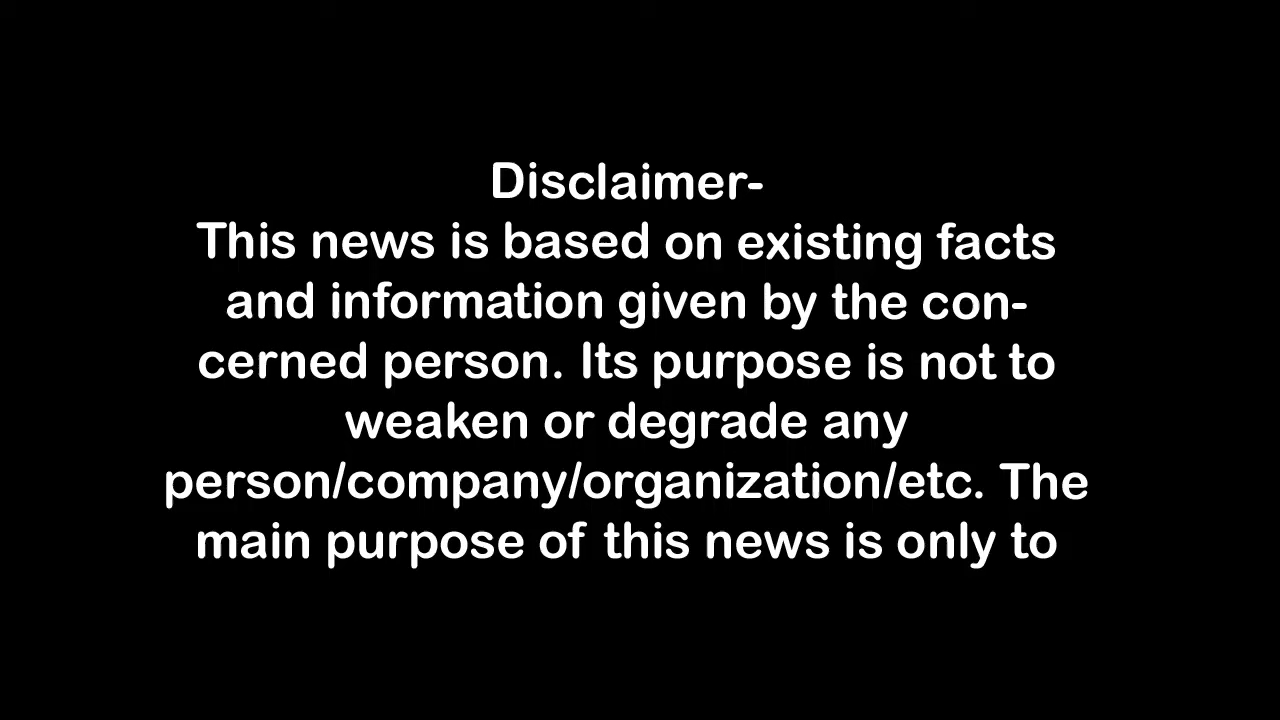 Disclaimer-
This news is based on existing facts
and information given by the con-
cerned person. Its purpose is not to
weaken or degrade any
person/company/organization/etc. The
main purpose of this news is only to